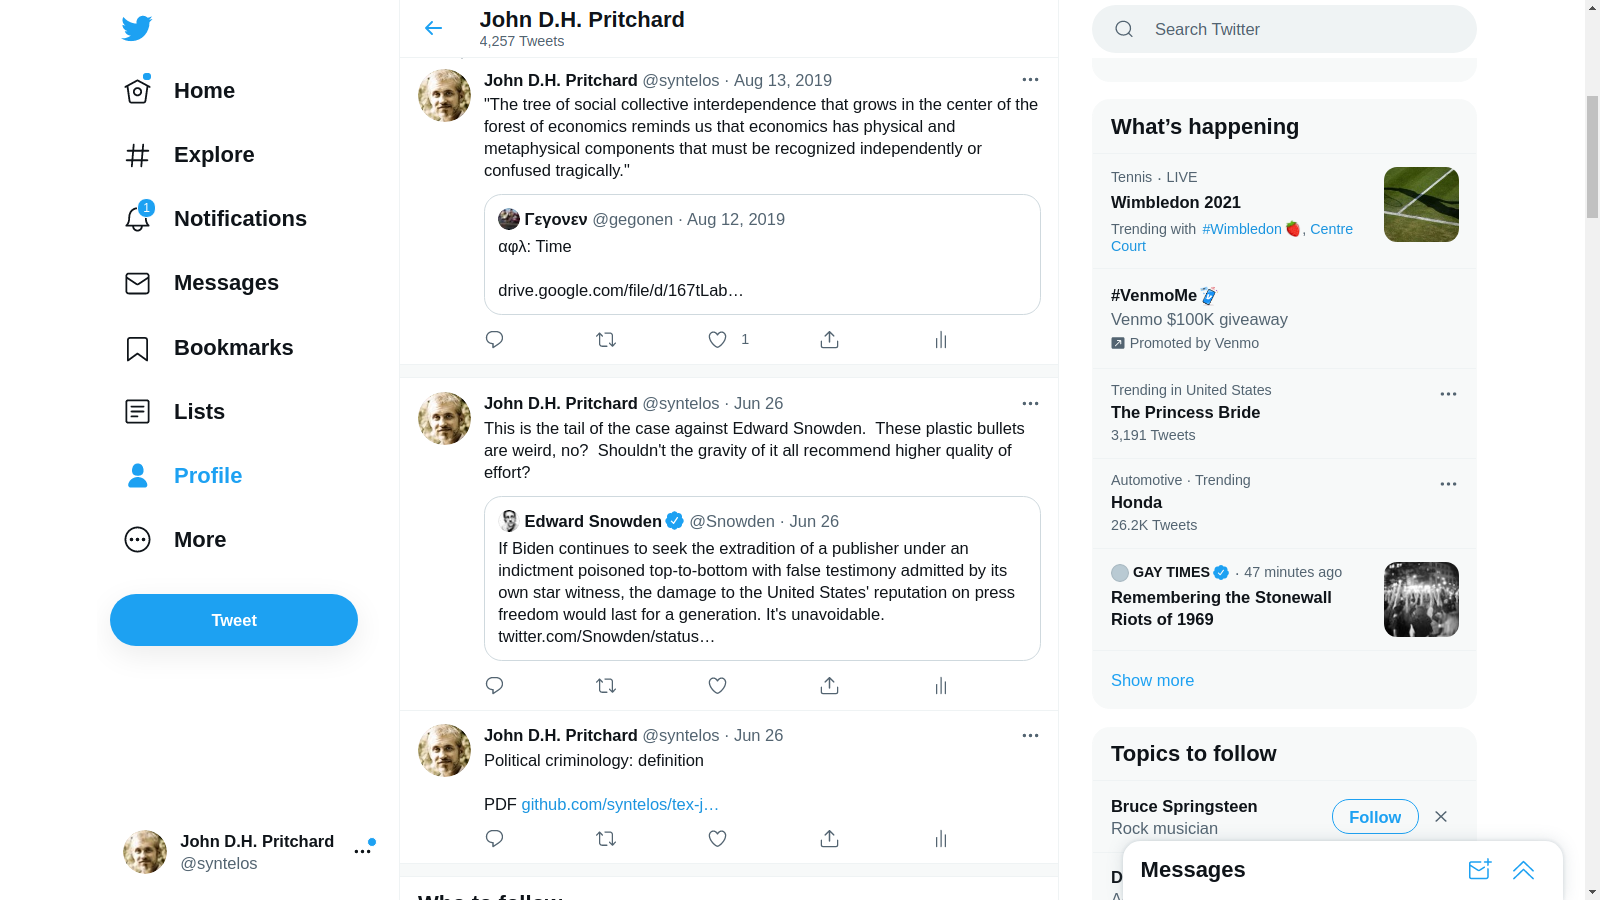 Home
Explore
1
Notifications
Messages
Bookmarks
Lists
Profile
More
Tweet
John D.H. Pritchard
@syntelos
John D.H. Pritchard
4,257 Tweets
John D.H. Pritchard @syntelos · Aug 13, 2019
"The tree of social collective interdependence that grows in the center of the
forest of economics reminds us that economics has physical and
metaphysical components that must be recognized independently or
confused tragically."
Γεγονεν @gegonen · Aug 12, 2019
αφλ: Time
drive.google.com/file/d/167tLab…
1
John D.H. Pritchard @syntelos · Jun 26
This is the tail of the case against Edward Snowden.  These plastic bullets
are weird, no?  Shouldn't the gravity of it all recommend higher quality of
effort?
Edward Snowden @Snowden · Jun 26
If Biden continues to seek the extradition of a publisher under an
indictment poisoned top-to-bottom with false testimony admitted by its
own star witness, the damage to the United States' reputation on press
freedom would last for a generation. It's unavoidable.
twitter.com/Snowden/status…
John D.H. Pritchard @syntelos · Jun 26
Political criminology: definition
PDF github.com/syntelos/tex-j…
Who to follow
Search Twitter
What's happening
Tennis · LIVE
Wimbledon 2021
Trending with #Wimbledon🍓, Centre
Court
#VenmoMe
Venmo $100K giveaway
Promoted by Venmo
Trending in United States
The Princess Bride
3,191 Tweets
Automotive · Trending
Honda
26.2K Tweets
GAY TIMES · 47 minutes ago
Remembering the Stonewall
Riots of 1969
Show more
Topics to follow
Bruce Springsteen
Rock musician
Follow
Messages